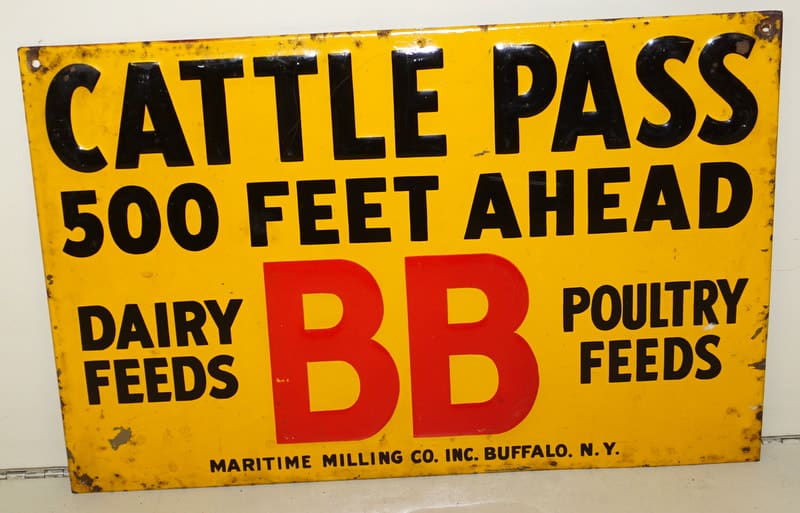 CATTLE PASS
500 FEET AHEAD
DAIRY
FEEDS
BB
POULTRY
FEEDS
MARITIME MILLING CO. INC. BUFFALO. N.Y.